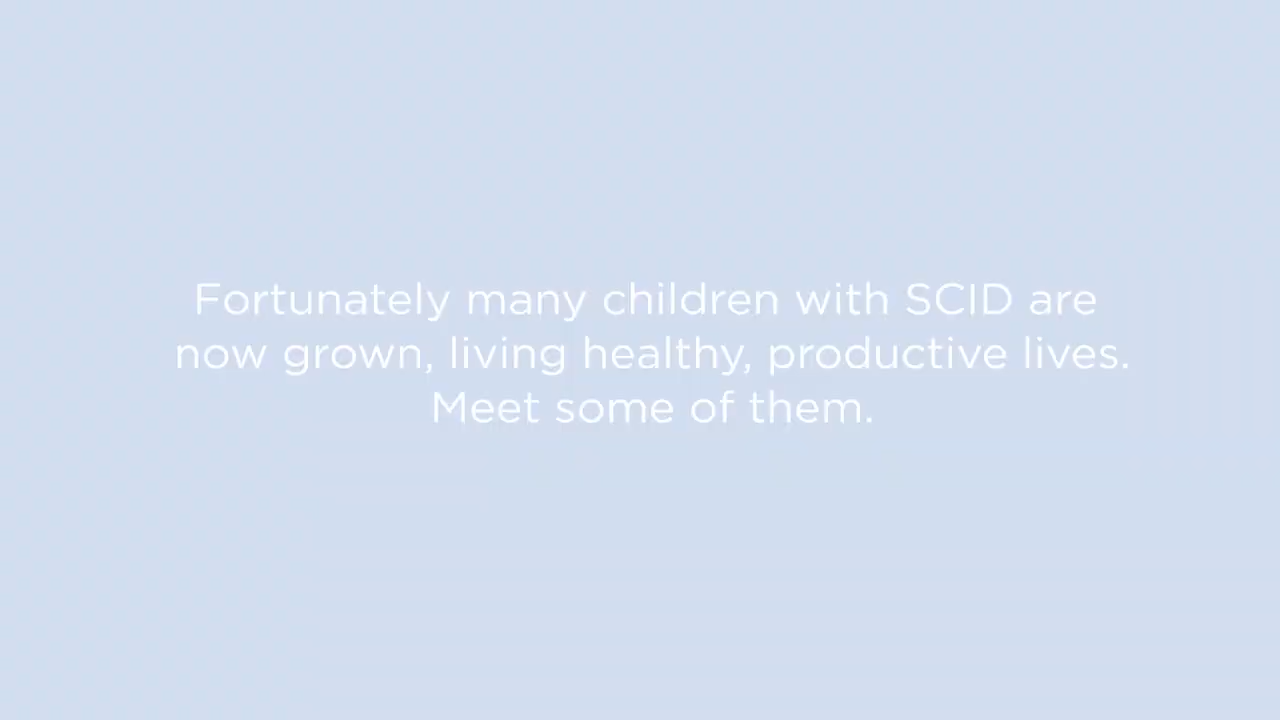 Fortunately many children with SCID are
now grown, living healthy, productive lives.
Meet some of them.